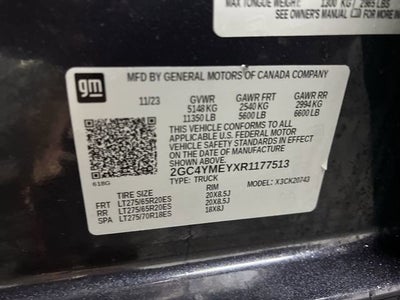 MAX TONGUE WEIGHT: 1300 KG / 2865 LBS
SEE OWNER'S MANUAL FOR MORE
gm
MFD BY GENERAL MOTORS OF CANADA COMPANY
11/23 GVWR GAWR FRT GAWR RR
5148 KG 2540 KG 2994 KG
11350 LB 5600 LB 6600 LB
THIS VEHICLE CONFORMS TO ALL
APPLICABLE U.S. FEDERAL MOTOR
VEHICLE SAFETY STANDARDS IN
EFFECT ON THE DATE OF MANUFACTURE
SHOWN ABOVE.
2GC4YMEYXR1177513
618G TYPE: TRUCK MODEL: X3CK20743
TIRE SIZE RIM
FRT LT275/65R20ES 20X8.5J
RR LT275/65R20ES 20X8.5J
SPA LT275/70R18ES 18X8J